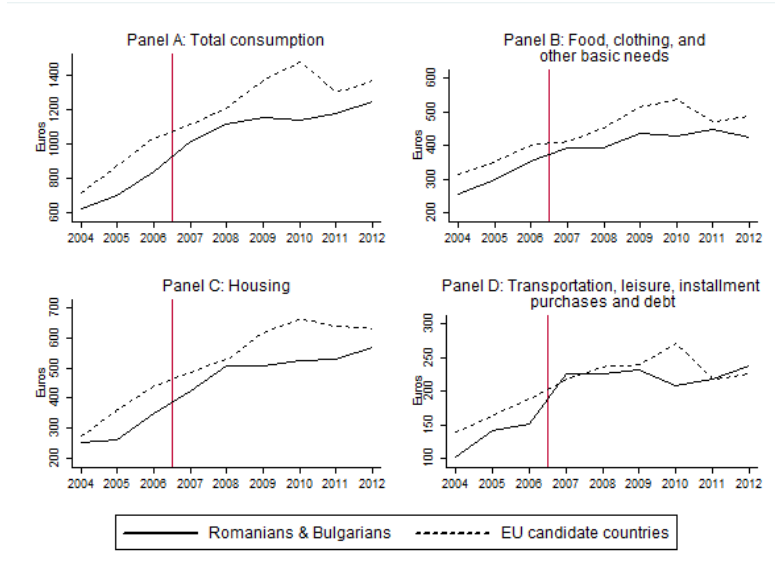 Panel A: Total consumption
Euros
600 800 1000 1200 1400
2004 2005 2006 2007 2008 2009 2010 2011 2012
Panel B: Food, clothing, and
other basic needs
Euros
200 300 400 500 600
2004 2005 2006 2007 2008 2009 2010 2011 2012
Panel C: Housing
Euros
200 300 400 500 600 700
2004 2005 2006 2007 2008 2009 2010 2011 2012
Panel D: Transportation, leisure, installment
purchases and debt
Euros
100 150 200 250 300
2004 2005 2006 2007 2008 2009 2010 2011 2012
Romanians & Bulgarians EU candidate countries